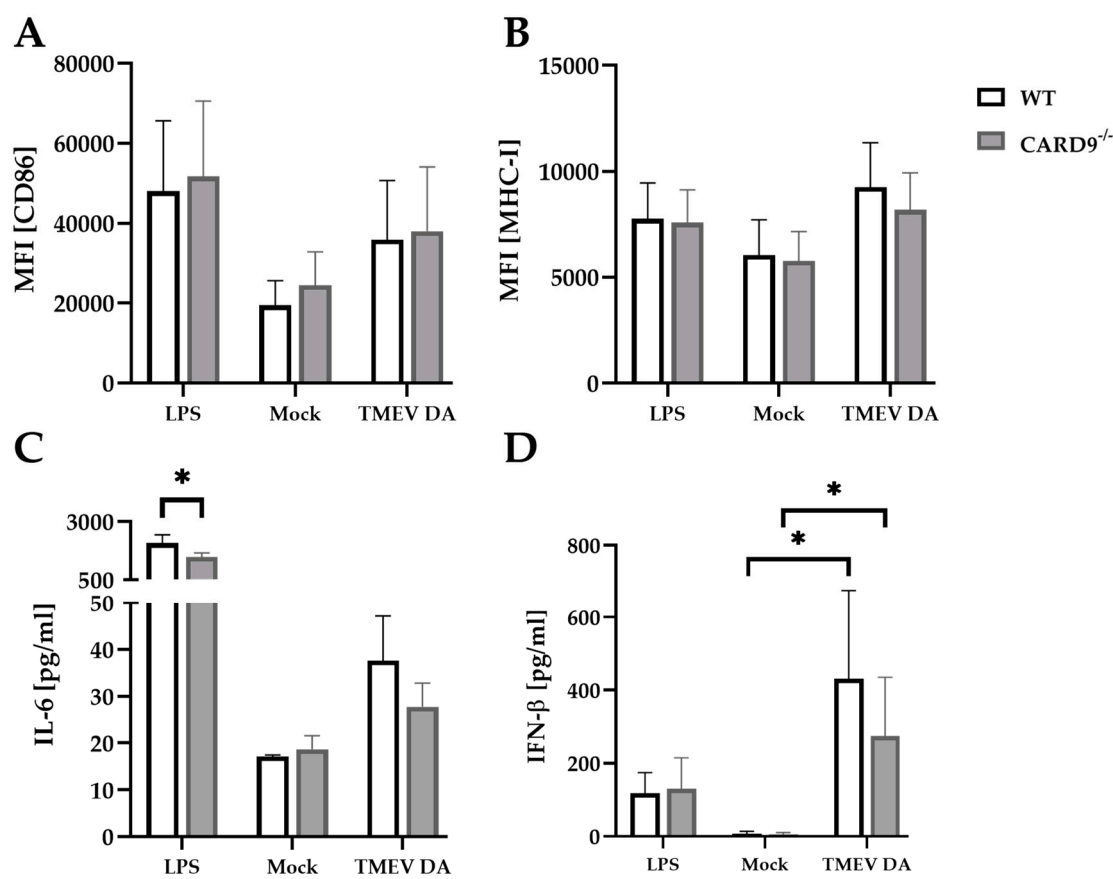 A
MFI [CD86]
80000
60000
40000
20000
0
LPS
Mock
TMEV DA
B
MFI [MHC-I]
15000
10000
5000
0
LPS
Mock
TMEV DA
WT
CARD9-/-
C
*
IL-6 [pg/ml]
3000
500
50
40
30
20
10
0
LPS
Mock
TMEV DA
D
*
*
IFN-β [pg/ml]
800
600
400
200
0
LPS
Mock
TMEV DA